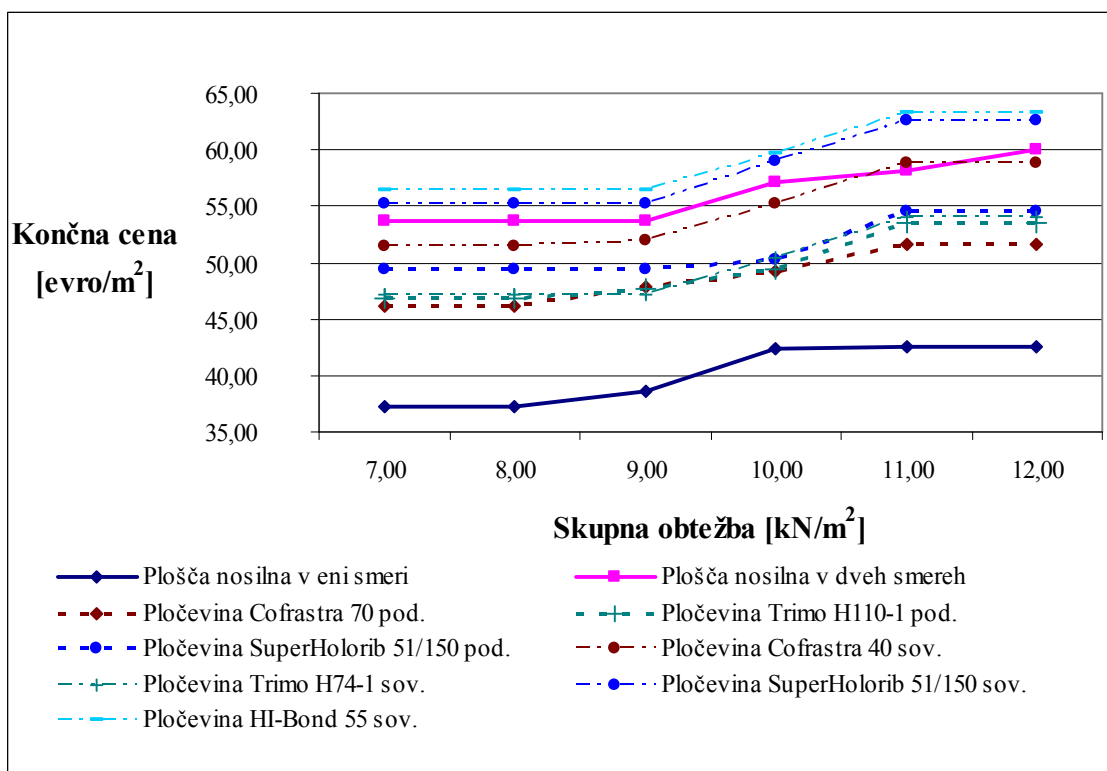 65,00
60,00
55,00
50,00
45,00
40,00
35,00
Končna cena
[evro/m²]
7,00 8,00 9,00 10,00 11,00 12,00
Skupna obtežba [kN/m²]
Plošča nosilna v eni smeri
Plošča nosilna v dveh smereh
Pločevina Cofrastra 70 pod.
Pločevina Trimo H110-1 pod.
Pločevina SuperHolorib 51/150 pod.
Pločevina Cofrastra 40 sov.
Pločevina Trimo H74-1 sov.
Pločevina SuperHolorib 51/150 sov.
Pločevina HI-Bond 55 sov.